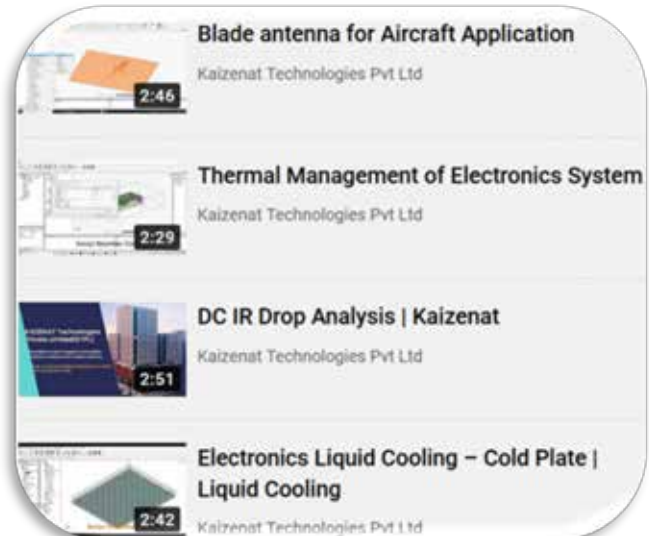 Blade antenna for Aircraft Application
Kaizenat Technologies Pvt Ltd
2:46
Thermal Management of Electronics System
Kaizenat Technologies Pvt Ltd
2:29
DC IR Drop Analysis | Kaizenat
Kaizenat Technologies Pvt Ltd
2:51
Electronics Liquid Cooling – Cold Plate |
Liquid Cooling
Kaizenat Technologies Pvt Ltd
2:42